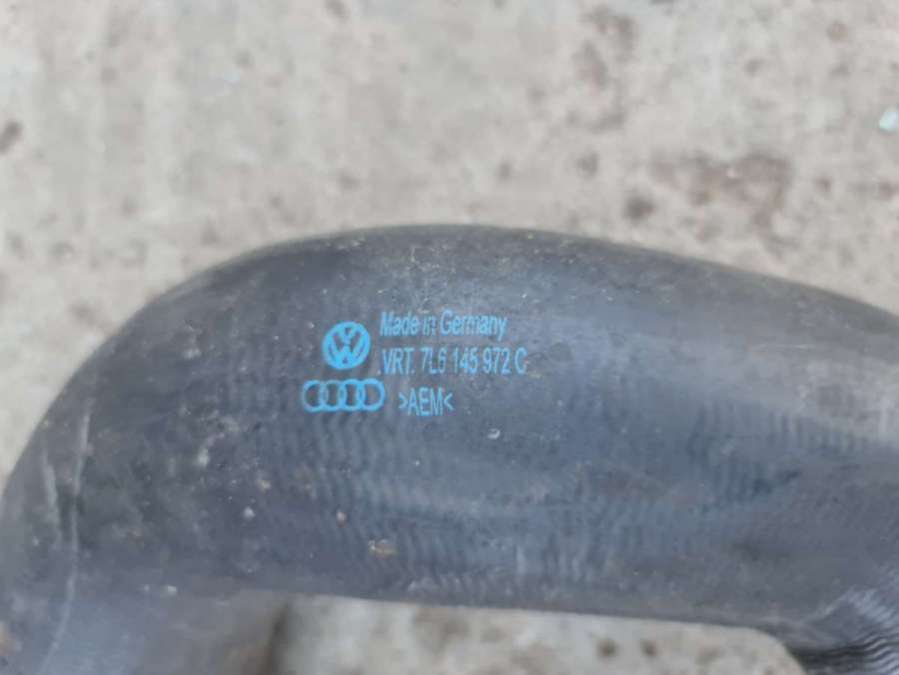 Made in Germany
VRT. 7L6 145 972 C
>AEM<